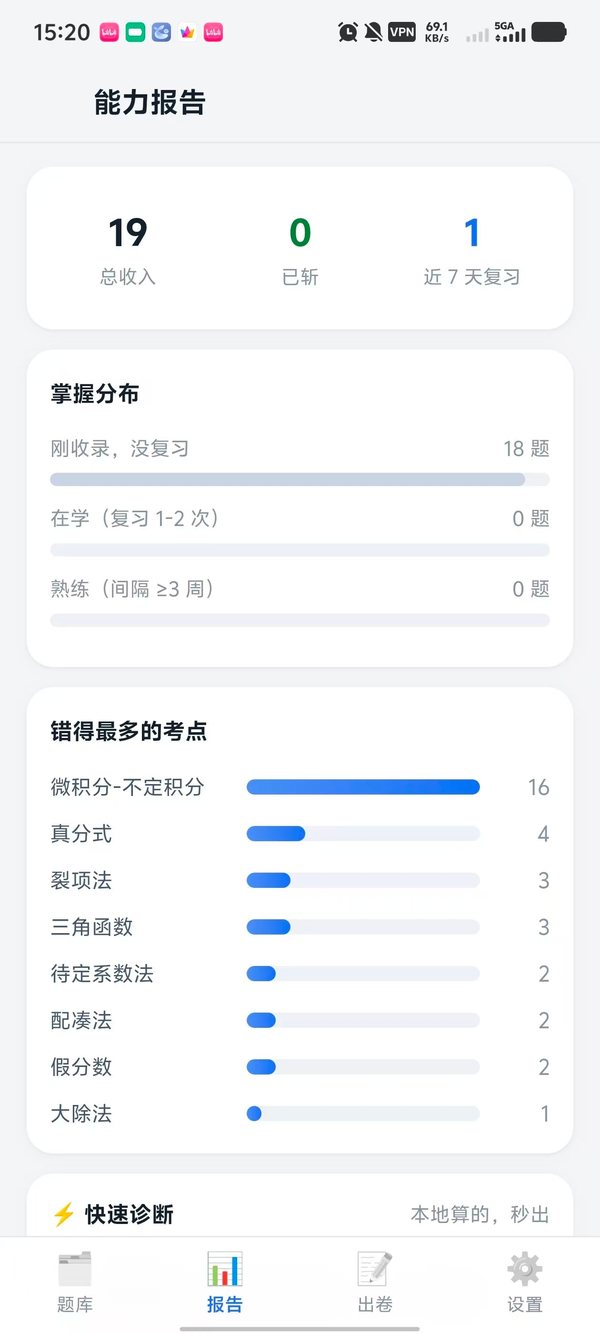 15:20 VPN 69.1 KB/s 5GA
能力报告
19 0 1
总收入 已斩 近 7 天复习
掌握分布
刚收录，没复习 18 题
在学（复习 1-2 次） 0 题
熟练（间隔 ≥3 周） 0 题
错得最多的考点
微积分-不定积分 16
真分式 4
裂项法 3
三角函数 3
待定系数法 2
配凑法 2
假分数 2
大除法 1
⚡ 快速诊断 本地算的，秒出
题库 报告 出卷 设置